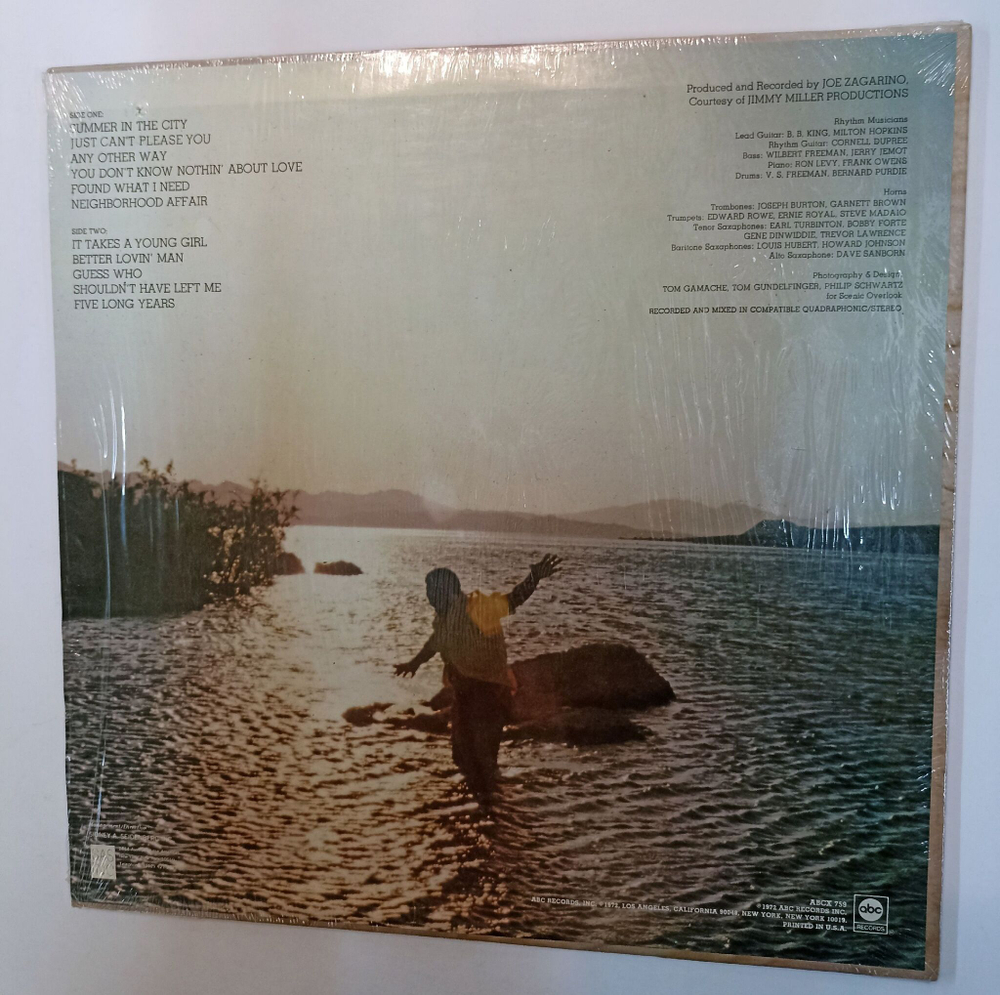 SIDE ONE:
SUMMER IN THE CITY
JUST CAN'T PLEASE YOU
ANY OTHER WAY
YOU DON'T KNOW NOTHIN' ABOUT LOVE
FOUND WHAT I NEED
NEIGHBORHOOD AFFAIR
SIDE TWO:
IT TAKES A YOUNG GIRL
BETTER LOVIN' MAN
GUESS WHO
SHOULDN'T HAVE LEFT ME
FIVE LONG YEARS
Produced and Recorded by JOE ZAGARINO,
Courtesy of JIMMY MILLER PRODUCTIONS
Rhythm Musicians
Lead Guitar: B. B. KING, MILTON HOPKINS
Rhythm Guitar: CORNELL DUPREE
Bass: WILBERT FREEMAN, JERRY JEMOT
Piano: RON LEVY, FRANK OWENS
Drums: V. S. FREEMAN, BERNARD PURDIE
Horns
Trombones: JOSEPH BURTON, GARNETT BROWN
Trumpets: EDWARD ROWE, ERNIE ROYAL, STEVE MADAIO
Tenor Saxophones: EARL TURBINTON, BOBBY FORTE
GENE DINWIDDIE, TREVOR LAWRENCE
Baritone Saxophones: LOUIS HUBERT, HOWARD JOHNSON
Alto Saxophone: DAVE SANBORN
Photography & Design:
TOM GAMACHE, TOM GUNDELFINGER, PHILIP SCHWARTZ
for Scenic Overlook
RECORDED AND MIXED IN COMPATIBLE QUADRAPHONIC/STEREO
ABCX 759
℗ 1972 ABC RECORDS INC.
ABC RECORDS, INC. © 1972, LOS ANGELES, CALIFORNIA 90048, NEW YORK, NEW YORK 10019.
PRINTED IN U.S.A.
abc
RECORDS